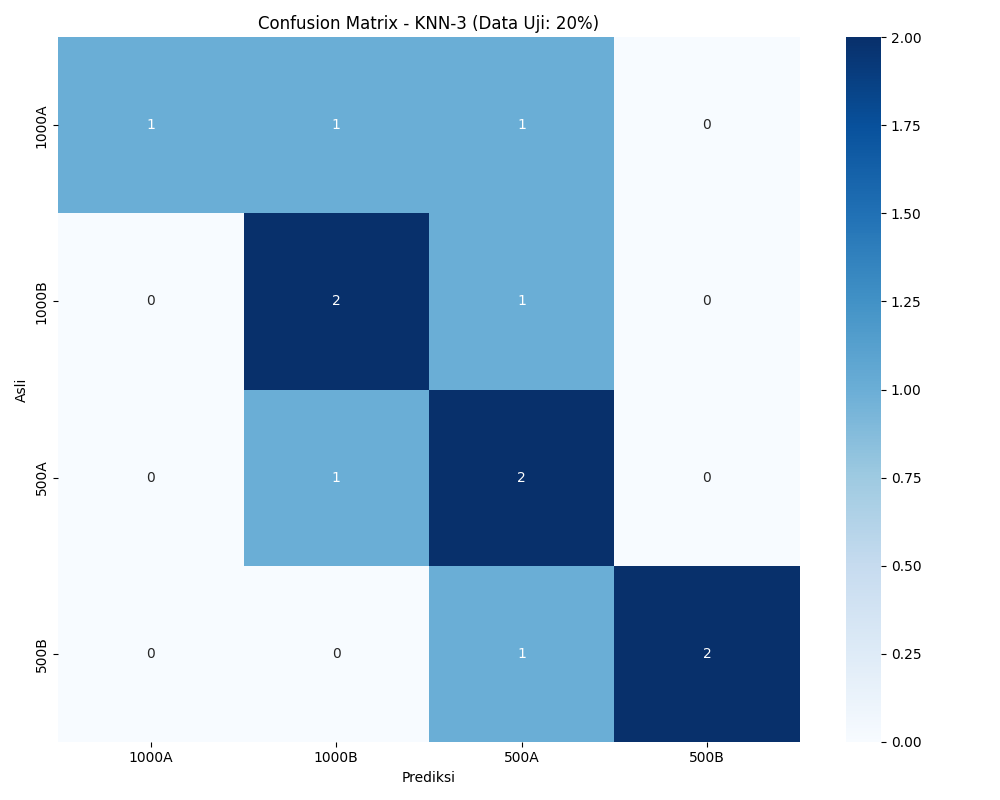 Confusion Matrix - KNN-3 (Data Uji: 20%)
Asli
1000A
1 1 1 0
1000B
0 2 1 0
500A
0 1 2 0
500B
0 0 1 2
1000A 1000B 500A 500B
Prediksi
2.00
1.75
1.50
1.25
1.00
0.75
0.50
0.25
0.00